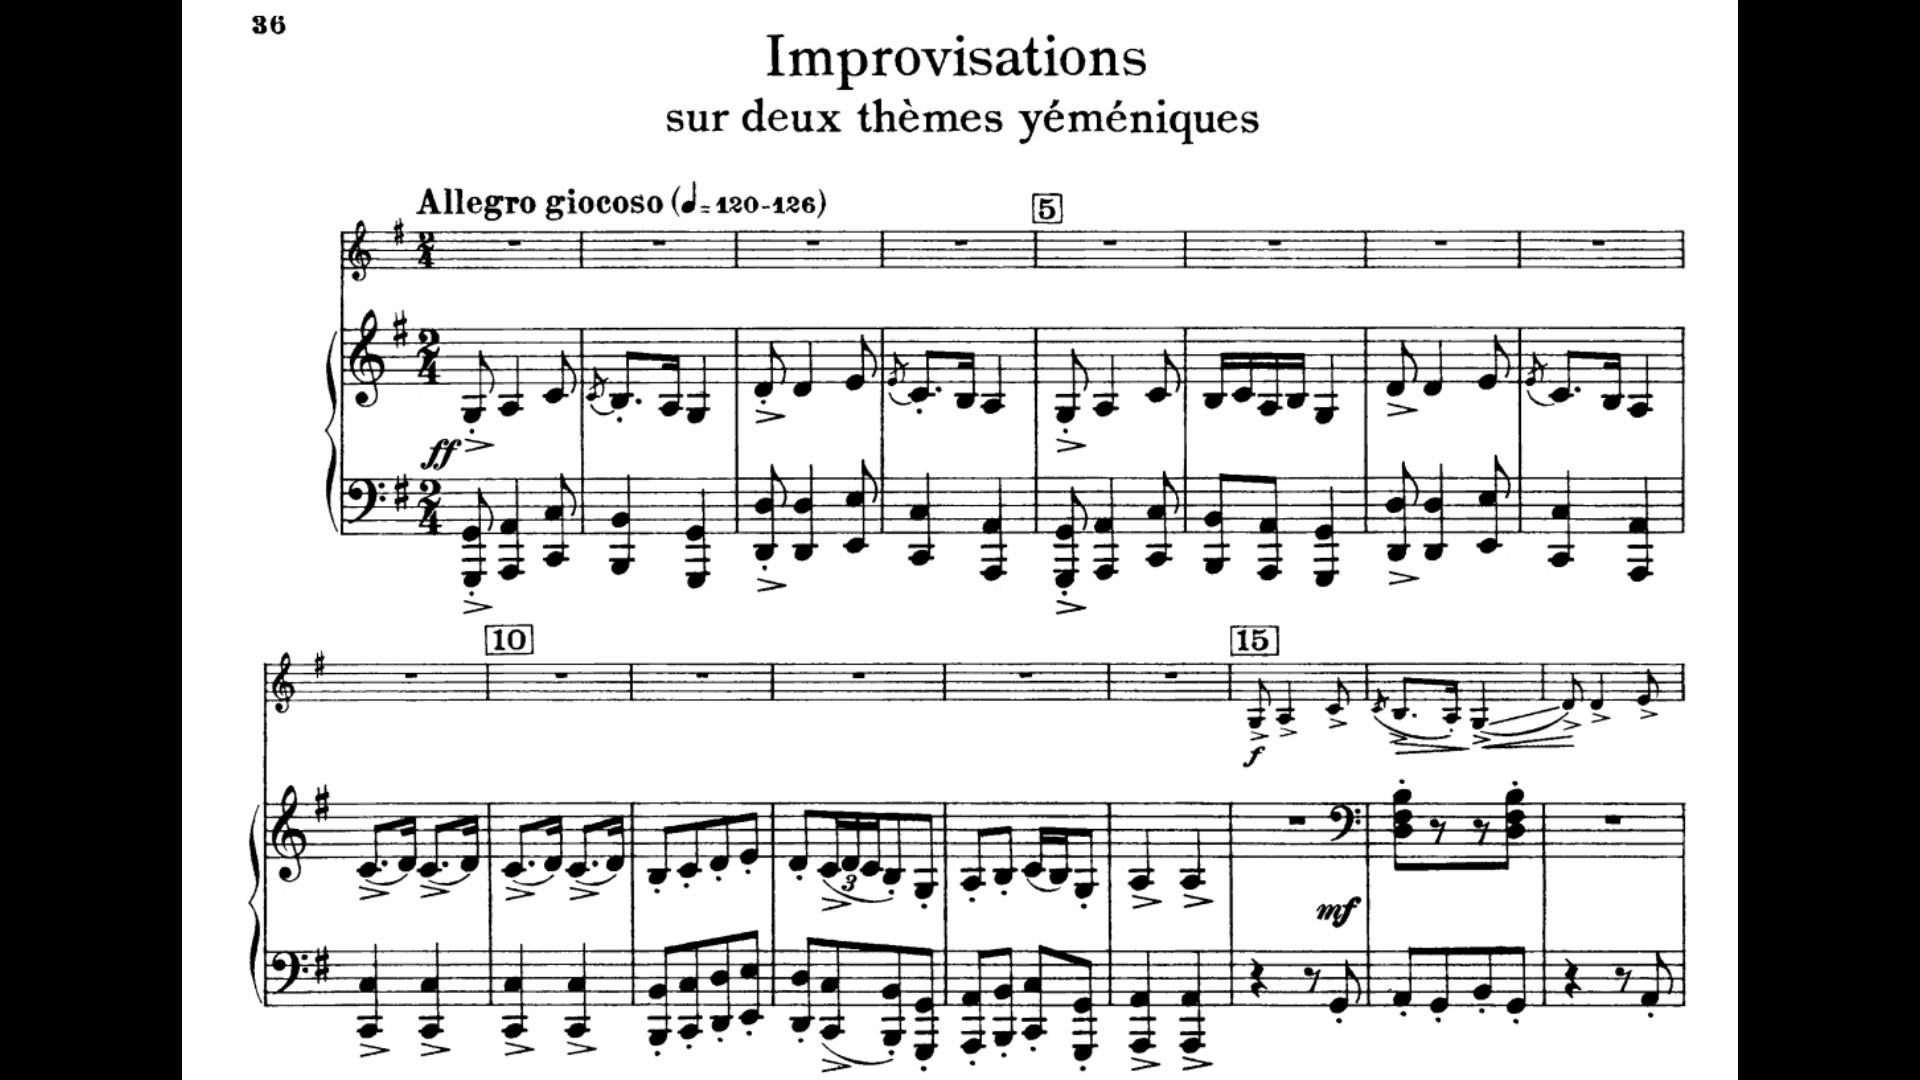 36
Improvisations
sur deux thèmes yéméniques
Allegro giocoso (♩=120-126)
5
ff
10
15
f
3
mf